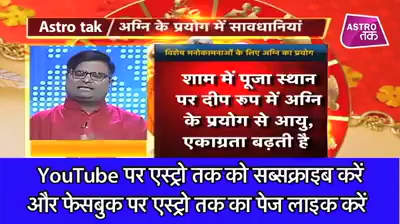 Astro tak / अग्नि के प्रयोग में सावधानियां
ASTRO
तक
विशेष मनोकामनाओं के लिए अग्नि का प्रयोग
शाम में पूजा स्थान
पर दीप रूप में अग्नि
के प्रयोग से आयु,
एकाग्रता बढ़ती है
YouTube पर एस्ट्रो तक को सब्सक्राइब करें
और फेसबुक पर एस्ट्रो तक का पेज लाइक करें